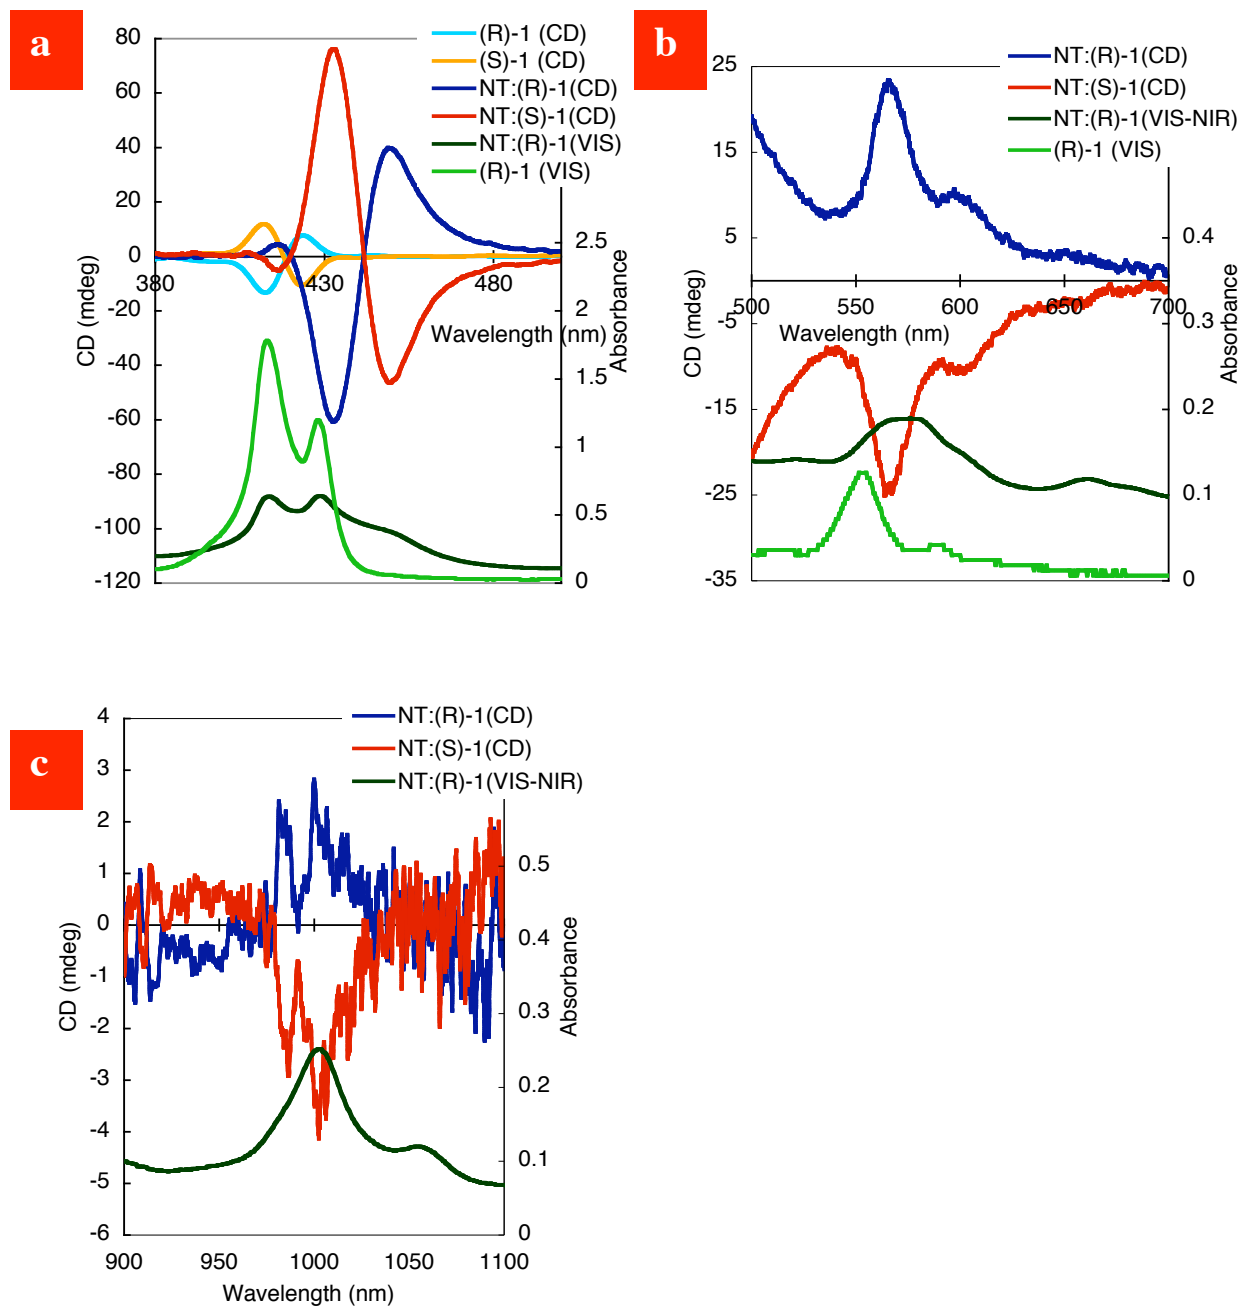 a
(R)-1 (CD)
(S)-1 (CD)
NT:(R)-1(CD)
NT:(S)-1(CD)
NT:(R)-1(VIS)
(R)-1 (VIS)
80
60
40
20
0
-20
-40
-60
-80
-100
-120
CD (mdeg)
380
430
480
Wavelength (nm)
2.5
2
1.5
1
0.5
0
Absorbance
b
NT:(R)-1(CD)
NT:(S)-1(CD)
NT:(R)-1(VIS-NIR)
(R)-1 (VIS)
25
15
5
-5
-15
-25
-35
CD (mdeg)
500
550
600
650
700
Wavelength (nm)
0.4
0.3
0.2
0.1
0
Absorbance
c
NT:(R)-1(CD)
NT:(S)-1(CD)
NT:(R)-1(VIS-NIR)
4
3
2
1
0
-1
-2
-3
-4
-5
-6
CD (mdeg)
0.5
0.4
0.3
0.2
0.1
0
Absorbance
900
950
1000
1050
1100
Wavelength (nm)